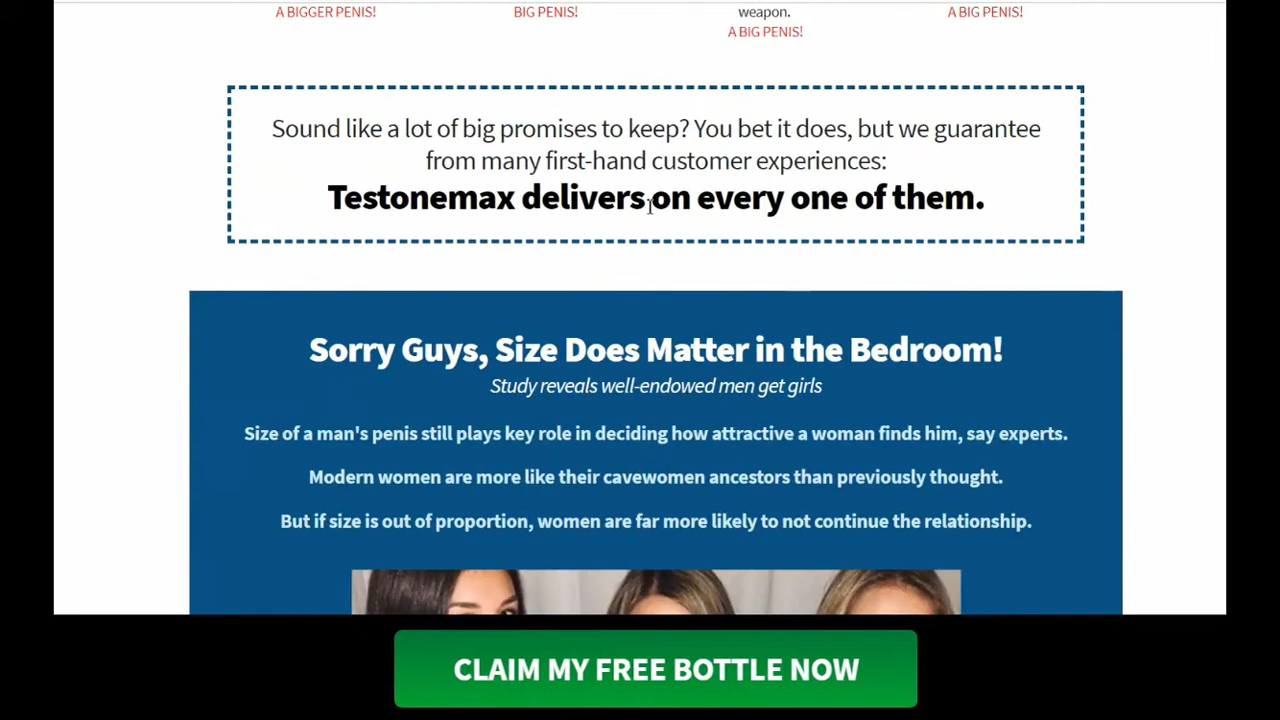 A BIGGER PENIS!
BIG PENIS!
weapon.
A BIG PENIS!
A BIG PENIS!
Sound like a lot of big promises to keep? You bet it does, but we guarantee
from many first-hand customer experiences:
Testonemax delivers on every one of them.
Sorry Guys, Size Does Matter in the Bedroom!
Study reveals well-endowed men get girls
Size of a man's penis still plays key role in deciding how attractive a woman finds him, say experts.
Modern women are more like their cavewomen ancestors than previously thought.
But if size is out of proportion, women are far more likely to not continue the relationship.
CLAIM MY FREE BOTTLE NOW